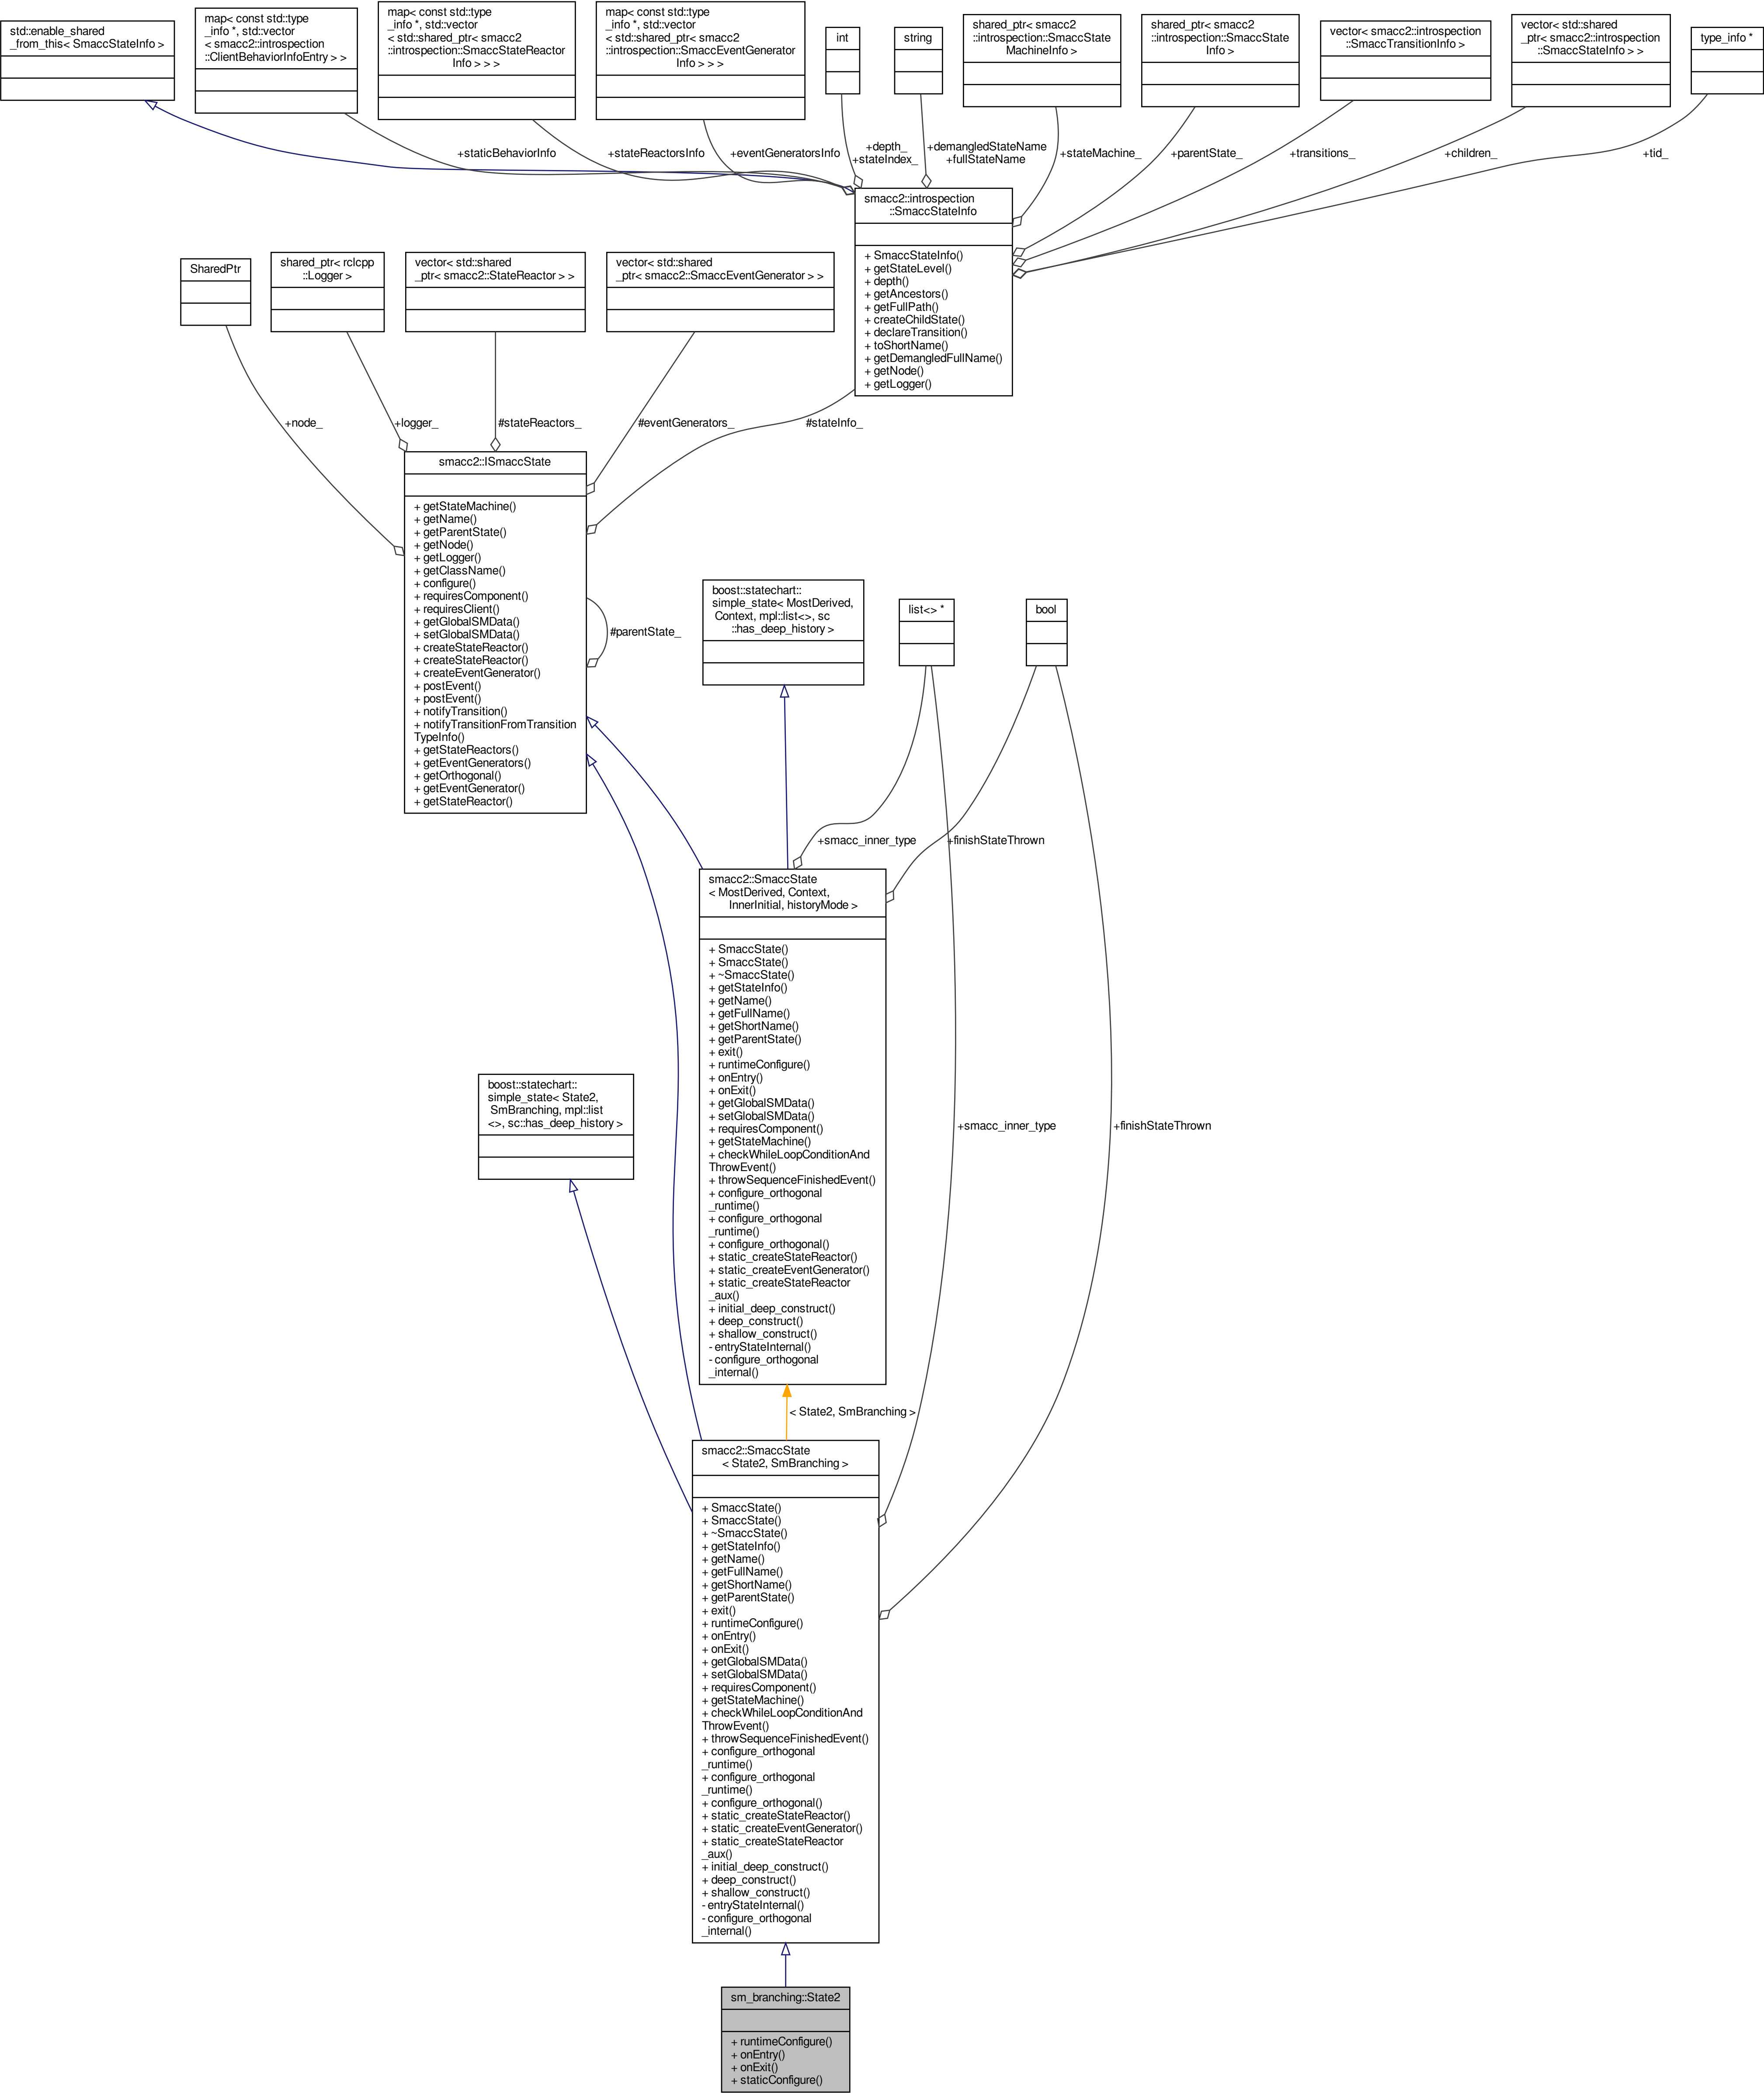 std::enable_shared
_from_this< SmaccStateInfo >
map< const std::type
_info *, std::vector
< smacc2::introspection
::ClientBehaviorInfoEntry > >
map< const std::type
_info *, std::vector
< std::shared_ptr< smacc2
::introspection::SmaccStateReactor
Info > > >
map< const std::type
_info *, std::vector
< std::shared_ptr< smacc2
::introspection::SmaccEventGenerator
Info > > >
int
string
shared_ptr< smacc2
::introspection::SmaccState
MachineInfo >
shared_ptr< smacc2
::introspection::SmaccState
Info >
vector< smacc2::introspection
::SmaccTransitionInfo >
vector< std::shared
_ptr< smacc2::introspection
::SmaccStateInfo > >
type_info *
+staticBehaviorInfo
+stateReactorsInfo
+eventGeneratorsInfo
+depth_
+stateIndex_
+demangledStateName
+fullStateName
+stateMachine_
+parentState_
+transitions_
+children_
+tid_
smacc2::introspection
::SmaccStateInfo
+ SmaccStateInfo()
+ getStateLevel()
+ depth()
+ getAncestors()
+ getFullPath()
+ createChildState()
+ declareTransition()
+ toShortName()
+ getDemangledFullName()
+ getNode()
+ getLogger()
SharedPtr
shared_ptr< rclcpp
::Logger >
vector< std::shared
_ptr< smacc2::StateReactor > >
vector< std::shared
_ptr< smacc2::SmaccEventGenerator > >
+node_
+logger_
#stateReactors_
#eventGenerators_
#stateInfo_
smacc2::ISmaccState
+ getStateMachine()
+ getName()
+ getParentState()
+ getNode()
+ getLogger()
+ getClassName()
+ configure()
+ requiresComponent()
+ requiresClient()
+ getGlobalSMData()
+ setGlobalSMData()
+ createStateReactor()
+ createStateReactor()
+ createEventGenerator()
+ postEvent()
+ postEvent()
+ notifyTransition()
+ notifyTransitionFromTransition
TypeInfo()
+ getStateReactors()
+ getEventGenerators()
+ getOrthogonal()
+ getEventGenerator()
+ getStateReactor()
#parentState_
boost::statechart::
simple_state< MostDerived,
Context, mpl::list<>, sc
::has_deep_history >
list<> *
bool
+smacc_inner_type
+finishStateThrown
smacc2::SmaccState
< MostDerived, Context,
InnerInitial, historyMode >
+ SmaccState()
+ SmaccState()
+ ~SmaccState()
+ getStateInfo()
+ getName()
+ getFullName()
+ getShortName()
+ getParentState()
+ exit()
+ runtimeConfigure()
+ onEntry()
+ onExit()
+ getGlobalSMData()
+ setGlobalSMData()
+ requiresComponent()
+ getStateMachine()
+ checkWhileLoopConditionAnd
ThrowEvent()
+ throwSequenceFinishedEvent()
+ configure_orthogonal
_runtime()
+ configure_orthogonal
_runtime()
+ configure_orthogonal()
+ static_createStateReactor()
+ static_createEventGenerator()
+ static_createStateReactor
_aux()
+ initial_deep_construct()
+ deep_construct()
+ shallow_construct()
- entryStateInternal()
- configure_orthogonal
_internal()
boost::statechart::
simple_state< State2,
SmBranching, mpl::list
<>, sc::has_deep_history >
+smacc_inner_type
+finishStateThrown
< State2, SmBranching >
smacc2::SmaccState
< State2, SmBranching >
+ SmaccState()
+ SmaccState()
+ ~SmaccState()
+ getStateInfo()
+ getName()
+ getFullName()
+ getShortName()
+ getParentState()
+ exit()
+ runtimeConfigure()
+ onEntry()
+ onExit()
+ getGlobalSMData()
+ setGlobalSMData()
+ requiresComponent()
+ getStateMachine()
+ checkWhileLoopConditionAnd
ThrowEvent()
+ throwSequenceFinishedEvent()
+ configure_orthogonal
_runtime()
+ configure_orthogonal
_runtime()
+ configure_orthogonal()
+ static_createStateReactor()
+ static_createEventGenerator()
+ static_createStateReactor
_aux()
+ initial_deep_construct()
+ deep_construct()
+ shallow_construct()
- entryStateInternal()
- configure_orthogonal
_internal()
sm_branching::State2
+ runtimeConfigure()
+ onEntry()
+ onExit()
+ staticConfigure()